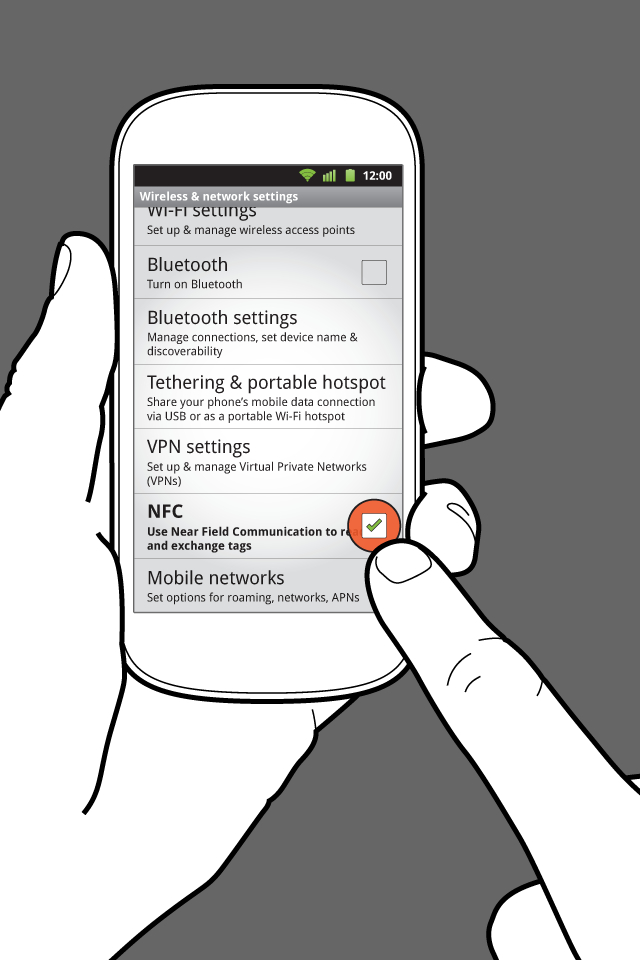 12:00
Wireless & network settings
Wi-Fi settings
Set up & manage wireless access points
Bluetooth
Turn on Bluetooth
Bluetooth settings
Manage connections, set device name &
discoverability
Tethering & portable hotspot
Share your phone’s mobile data connection
via USB or as a portable Wi-Fi hotspot
VPN settings
Set up & manage Virtual Private Networks
(VPNs)
NFC
Use Near Field Communication to
and exchange tags
Mobile networks
Set options for roaming, networks, APNs